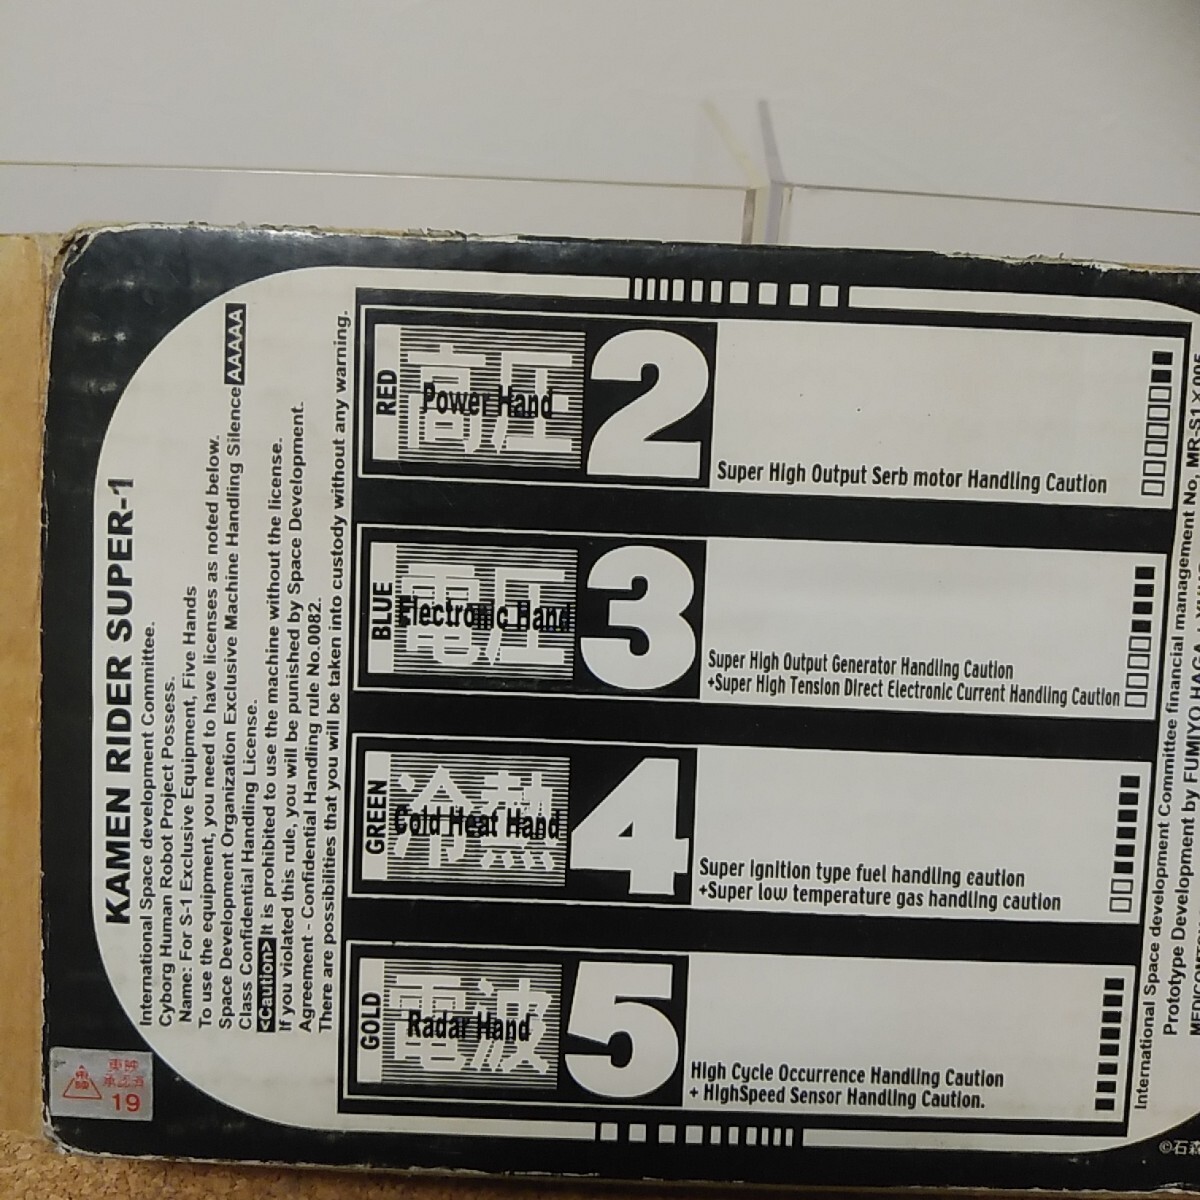 KAMEN RIDER SUPER-1
International Space development Committee.
Cyborg Human Robot Project Possess.
Name: For S-1 Exclusive Equipment, Five Hands
To use the equipment, you need to have licenses as noted below.
Space Development Organization Exclusive Machine Handling Silence AAAAA
Class Confidential Handling License.
<Caution> It is prohibited to use the machine without the license.
If you violated this rule, you will be punished by Space Development.
Agreement - Confidential Handling rule No.0082.
There are possibilities that you will be taken into custody without any warning.
RED
高圧
Power Hand
2
Super High Output Serb motor Handling Caution
BLUE
電圧
Electronic Hand
3
Super High Output Generator Handling Caution
+Super High Tension Direct Electronic Current Handling Caution
GREEN
冷熱
Cold Heat Hand
4
Super Ignition type fuel handling caution
+Super low temperature gas handling caution
GOLD
電波
Radar Hand
5
High Cycle Occurrence Handling Caution
+ HighSpeed Sensor Handling Caution.
International Space development Committee financial management No, MR-S1
Prototype Development by FUMIYO HAGA
東映
承認済
19
©石森